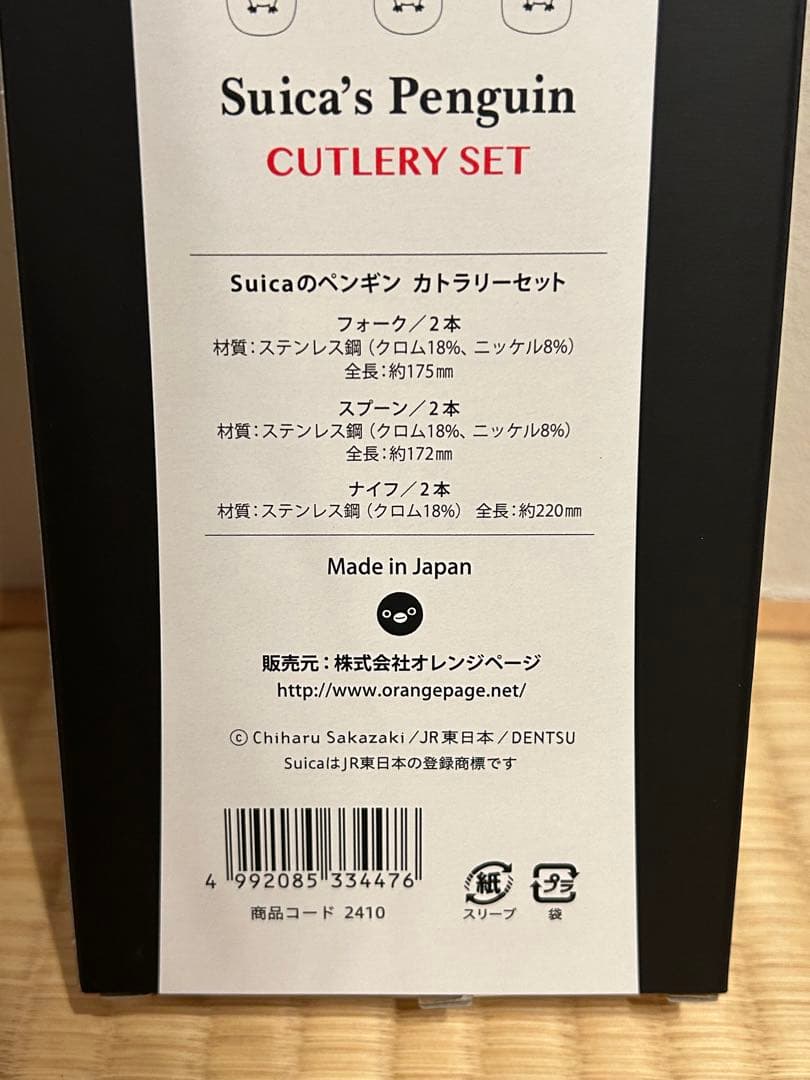 Suica's Penguin
CUTLERY SET
Suicaのペンギン カトラリーセット
フォーク／2本
材質：ステンレス鋼（クロム18%、ニッケル8%）
全長：約175㎜
スプーン／2本
材質：ステンレス鋼（クロム18%、ニッケル8%）
全長：約172㎜
ナイフ／2本
材質：ステンレス鋼（クロム18%） 全長：約220㎜
Made in Japan
販売元：株式会社オレンジページ
http://www.orangepage.net/
©Chiharu Sakazaki/JR東日本/DENTSU
SuicaはJR東日本の登録商標です
4 992085 334476
商品コード 2410
紙
スリーブ
プラ
袋